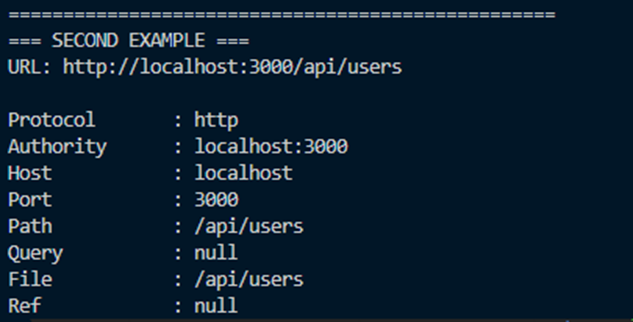 ===================================================
=== SECOND EXAMPLE ===
URL: http://localhost:3000/api/users
Protocol : http
Authority : localhost:3000
Host : localhost
Port : 3000
Path : /api/users
Query : null
File : /api/users
Ref : null